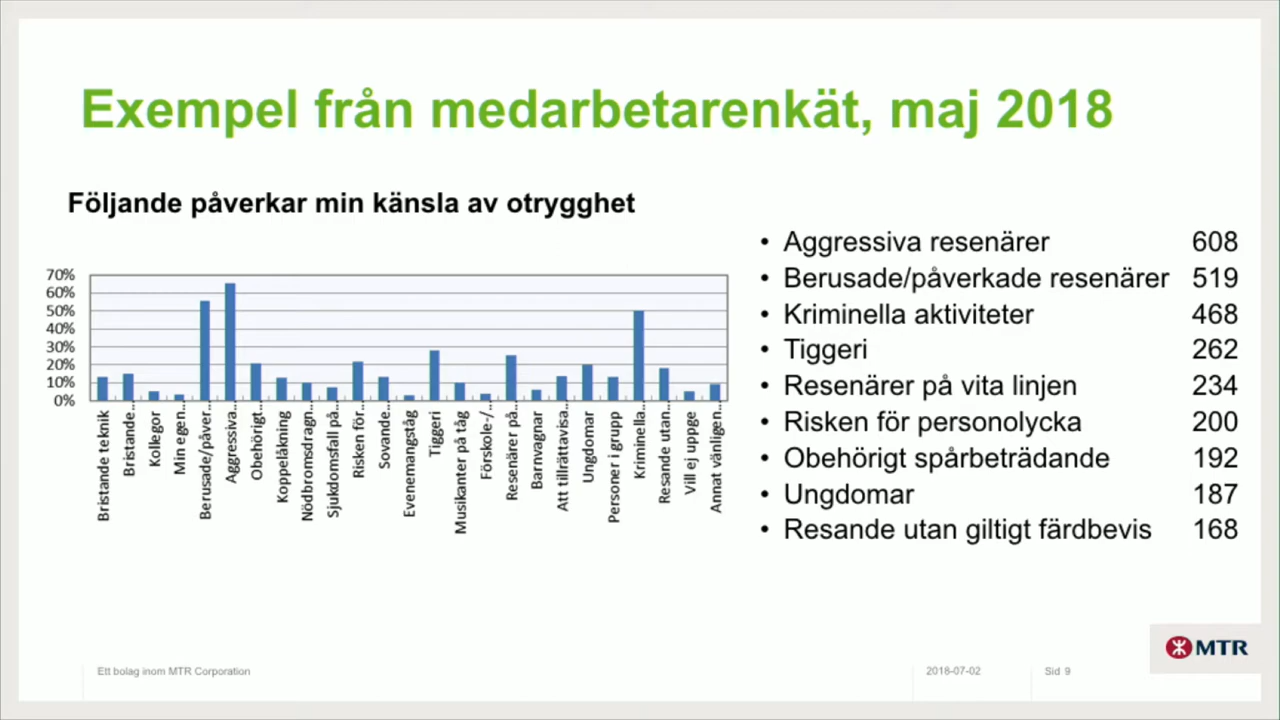 Exempel från medarbetarenkät, maj 2018
Följande påverkar min känsla av otrygghet
70%
60%
50%
40%
30%
20%
10%
0%
Bristande teknik
Bristande...
Kollegor
Min egen...
Berusade/påver...
Aggressiva...
Obehörigt...
Koppelåkning
Nödbromsdragn...
Sjukdomsfall på...
Risken för...
Sovande...
Evenemangståg
Tiggeri
Musikanter på tåg
Förskole-/...
Resenärer på...
Barnvagnar
Att tillrättavisa...
Ungdomar
Personer i grupp
Kriminella...
Resande utan...
Vill ej uppge
Annat vänligen...
• Aggressiva resenärer 608
• Berusade/påverkade resenärer 519
• Kriminella aktiviteter 468
• Tiggeri 262
• Resenärer på vita linjen 234
• Risken för personolycka 200
• Obehörigt spårbeträdande 192
• Ungdomar 187
• Resande utan giltigt färdbevis 168
MTR
Ett bolag inom MTR Corporation
2018-07-02
Sid 9